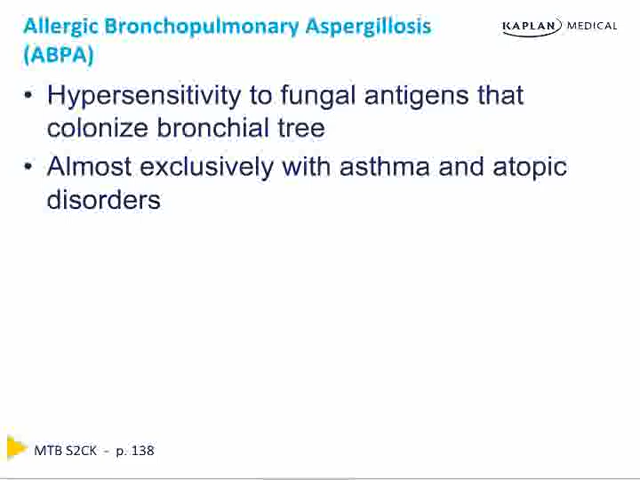 Allergic Bronchopulmonary Aspergillosis
(ABPA)
KAPLAN MEDICAL
• Hypersensitivity to fungal antigens that
colonize bronchial tree
• Almost exclusively with asthma and atopic
disorders
MTB S2CK - p. 138